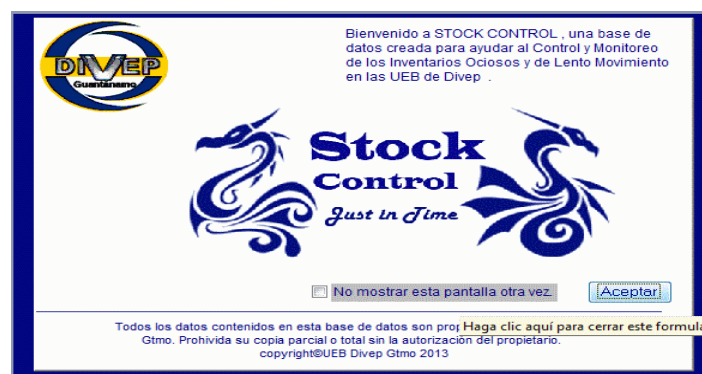 DIVEP
Guantánamo
Bienvenido a STOCK CONTROL , una base de
datos creada para ayudar al Control y Monitoreo
de los Inventarios Ociosos y de Lento Movimiento
en las UEB de Divep .
Stock
Control
Just in Time
No mostrar esta pantalla otra vez.
Aceptar
Todos los datos contenidos en esta base de datos son
Haga clic aquí para cerrar este
Gtmo. Prohivida su copia parcial o total sin la autorización del propietario.
copyright©UEB Divep Gtmo 2013